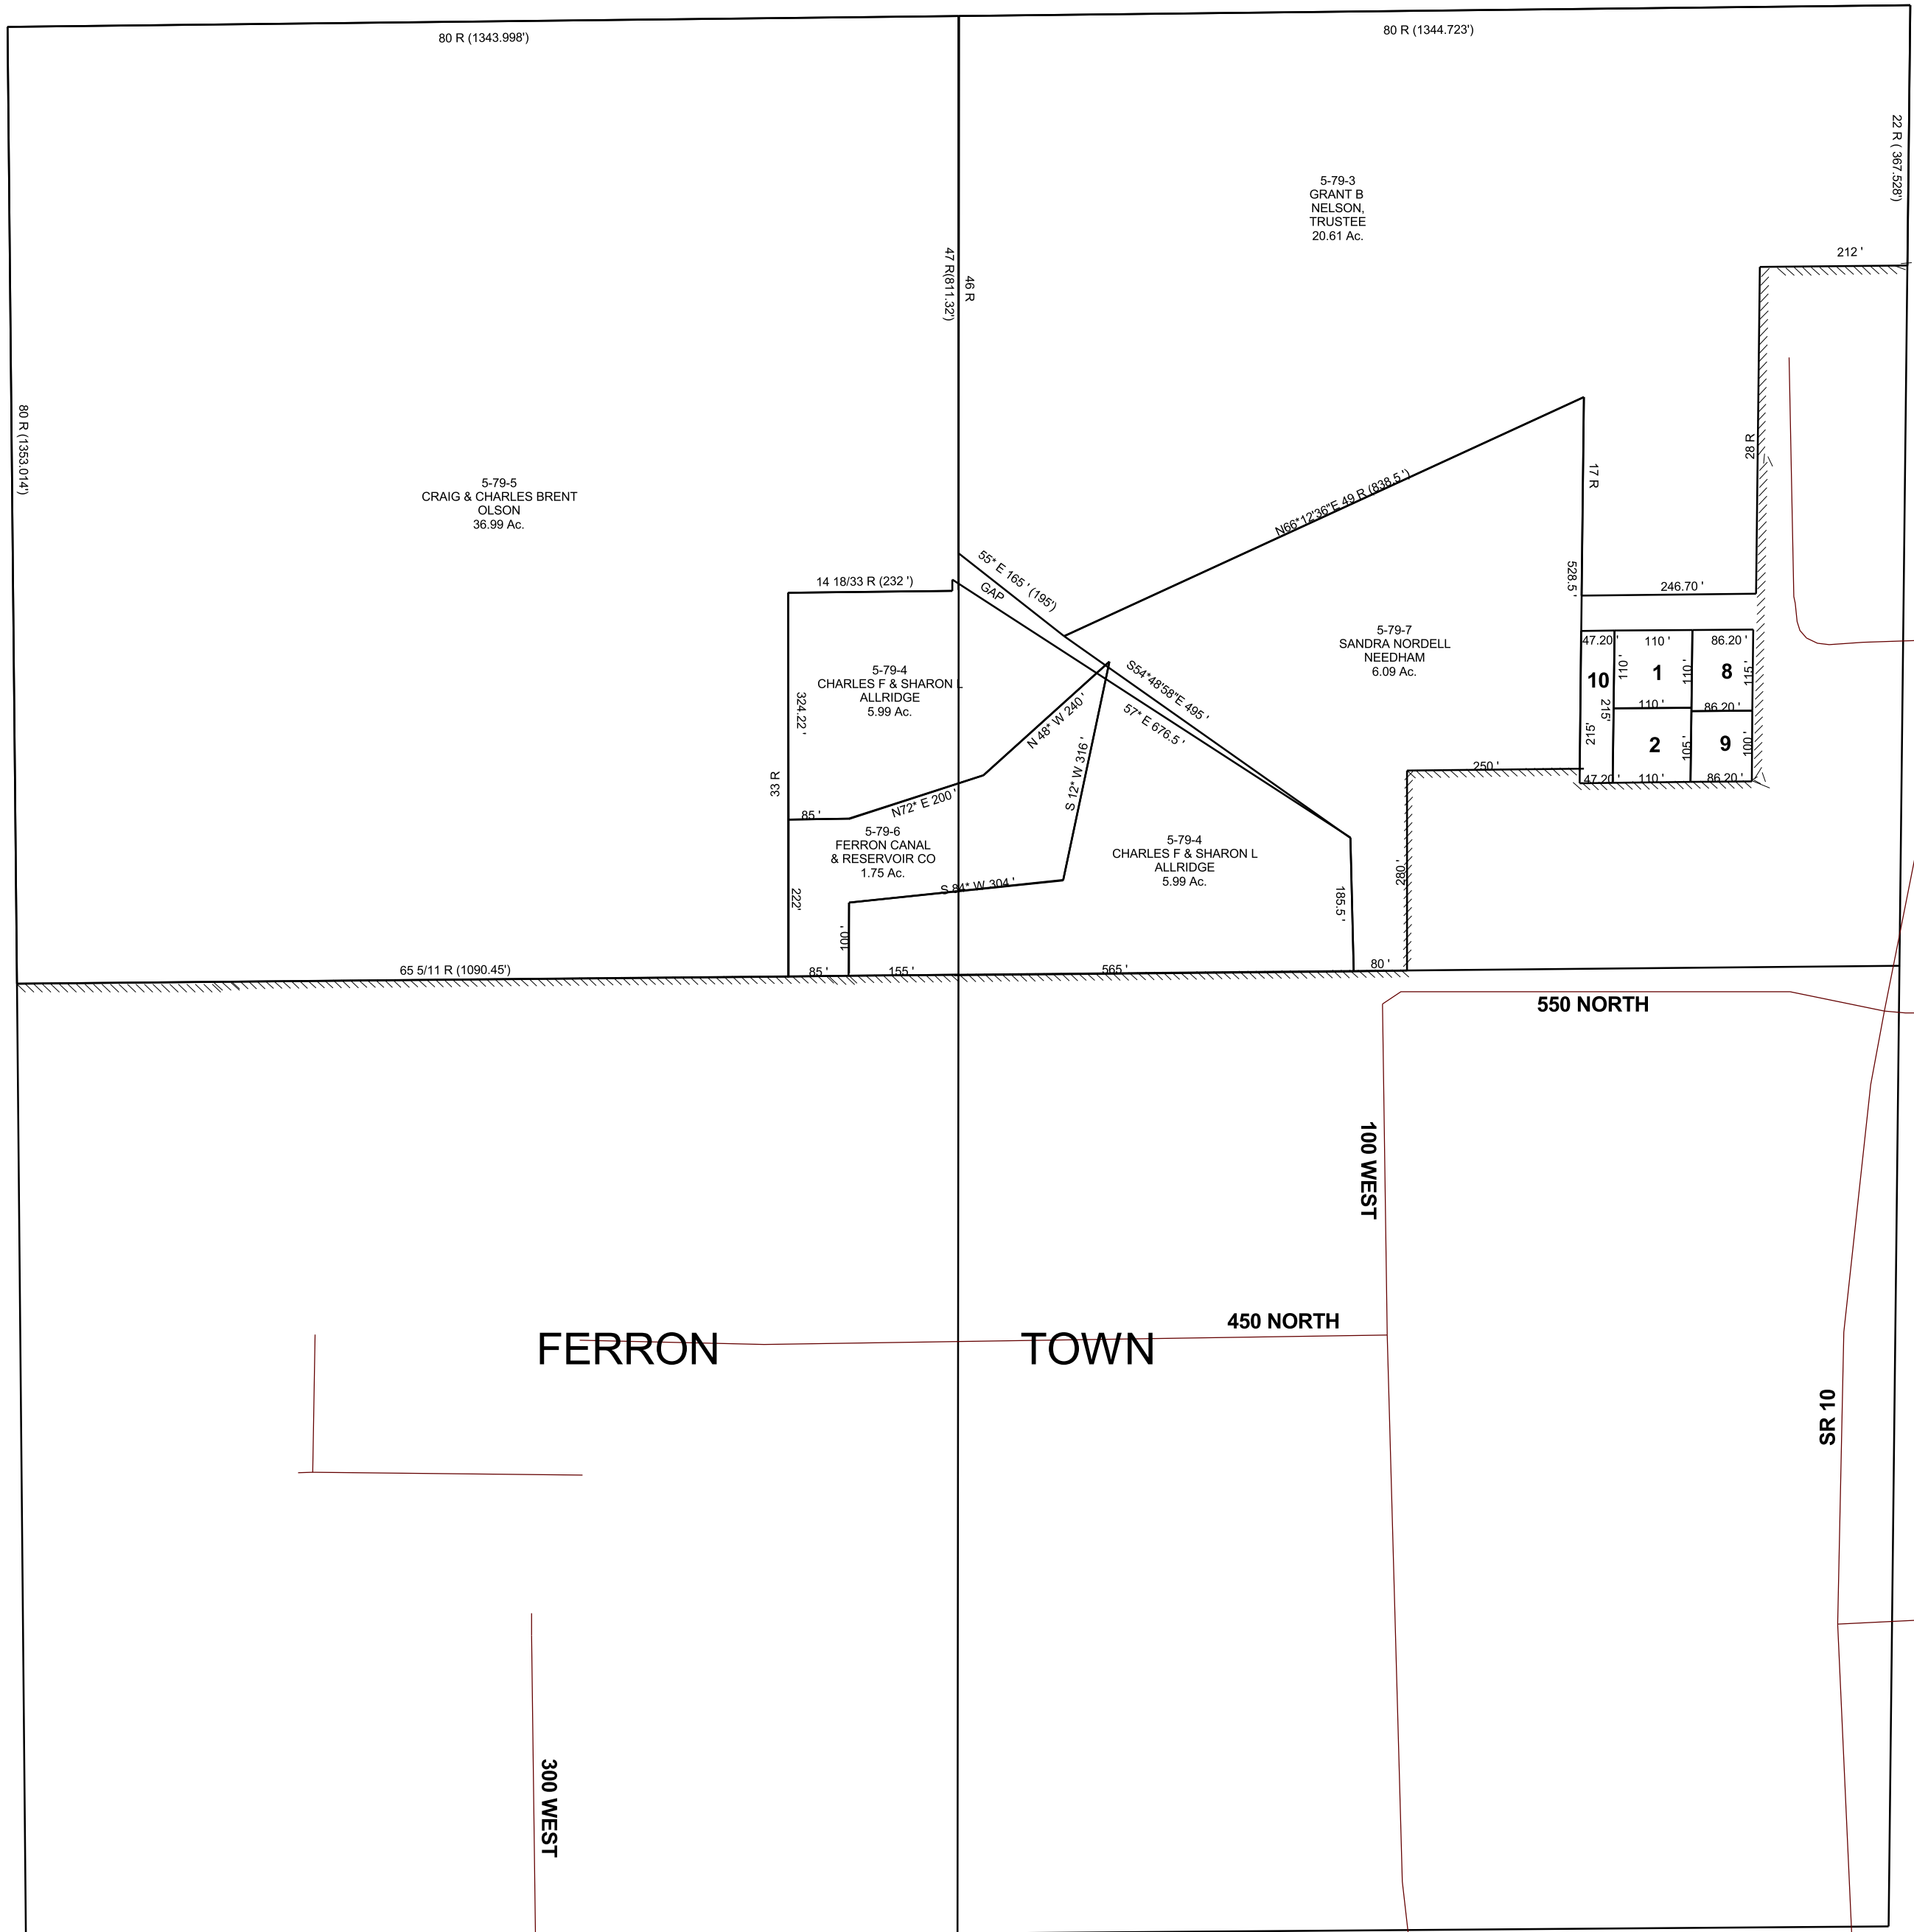 80 R (1343.998')
80 R (1344.723')
22 R ( 367.528')
5-79-3
GRANT B
NELSON,
TRUSTEE
20.61 Ac.
212 '
47 R(811.32')
46 R
80 R (1353.014')
5-79-5
CRAIG & CHARLES BRENT
OLSON
36.99 Ac.
N66*12'36"E 49 R (838.5 ')
17 R
28 R
528.5 '
246.70 '
14 18/33 R (232 ')
55* E 165 ' (195')
GAP
5-79-7
SANDRA NORDELL
NEEDHAM
6.09 Ac.
47.20 '
110 '
86.20 '
10
110 '
1
110 '
8
115 '
215'
110 '
86.20 '
215'
2
105 '
9
100 '
47.20 '
110 '
86.20 '
5-79-4
CHARLES F & SHARON L
ALLRIDGE
5.99 Ac.
324.22 '
S54*48'58"E 495 '
57* E 676.5 '
N 48* W 240 '
S 12* W 316 '
33 R
85 '
N72* E 200 '
250 '
5-79-6
FERRON CANAL
& RESERVOIR CO
1.75 Ac.
5-79-4
CHARLES F & SHARON L
ALLRIDGE
5.99 Ac.
S 84* W 304 '
222'
100 '
185.5 '
280 '
65 5/11 R (1090.45')
85 '
155 '
565 '
80 '
550 NORTH
100 WEST
450 NORTH
FERRON TOWN
SR 10
300 WEST